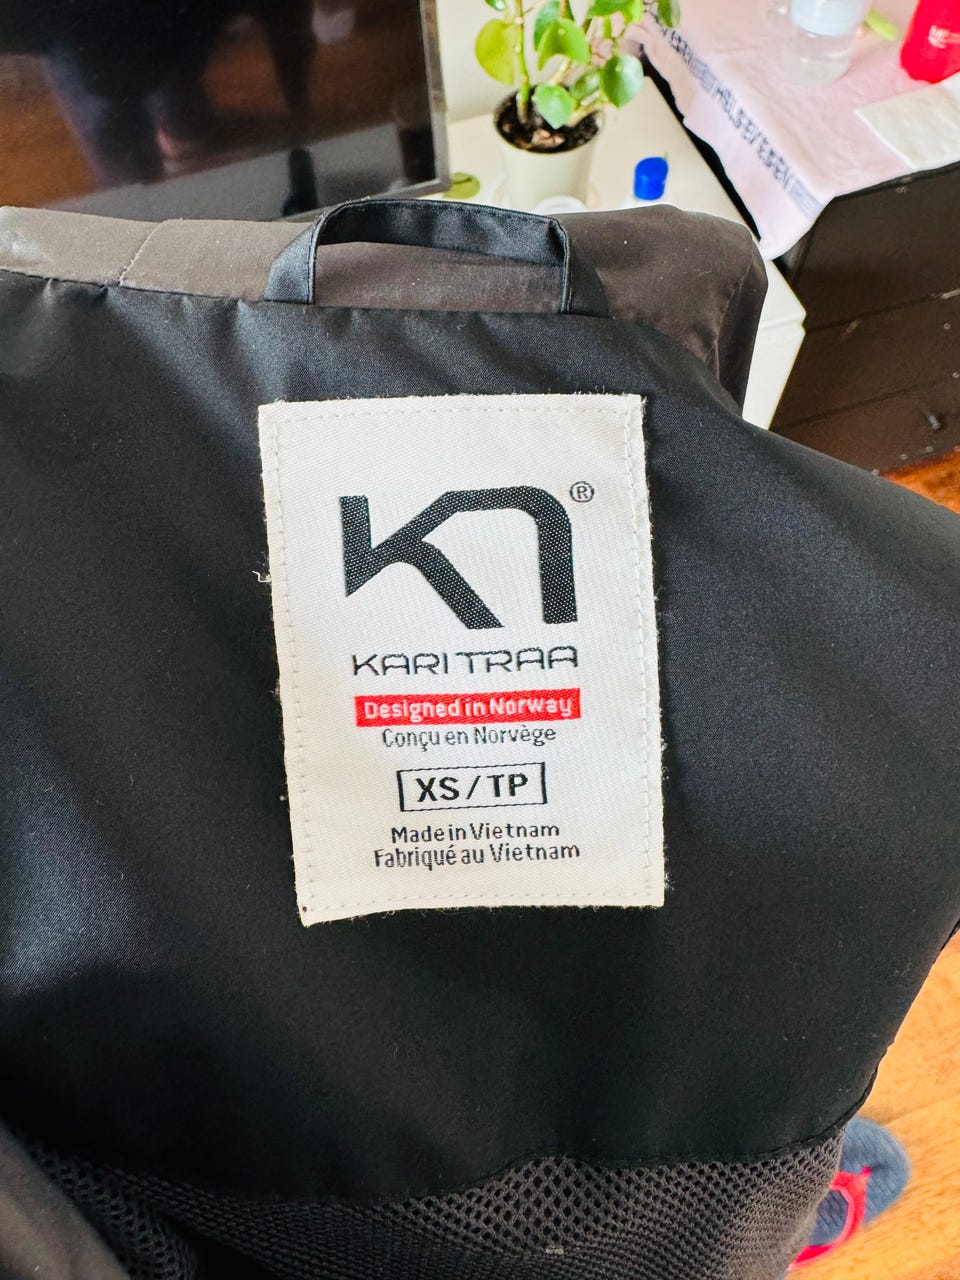 KARI TRAA
®
Designed in Norway
Conçu en Norvège
XS/TP
Made in Vietnam
Fabriqué au Vietnam